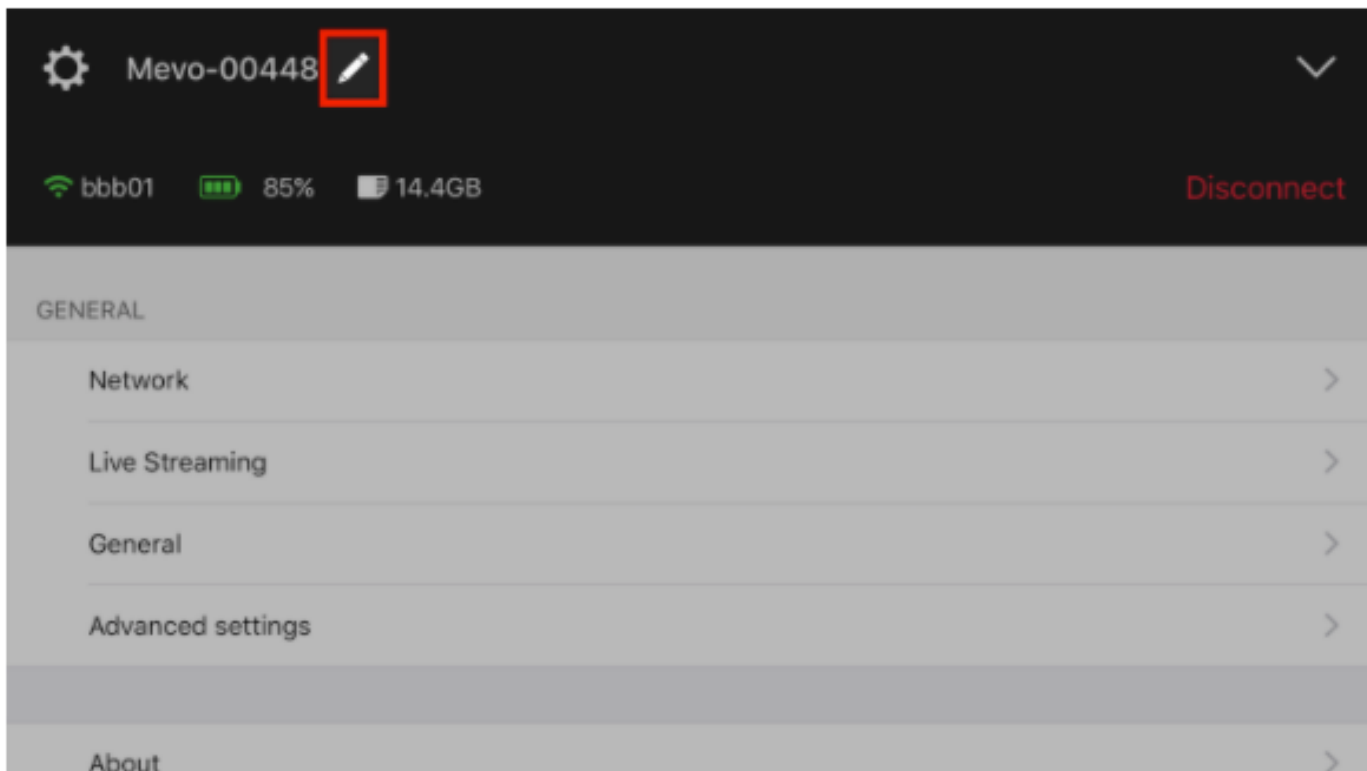 Mevo-00448
bbb01 85% 14.4GB Disconnect
GENERAL
Network
Live Streaming
General
Advanced settings
About